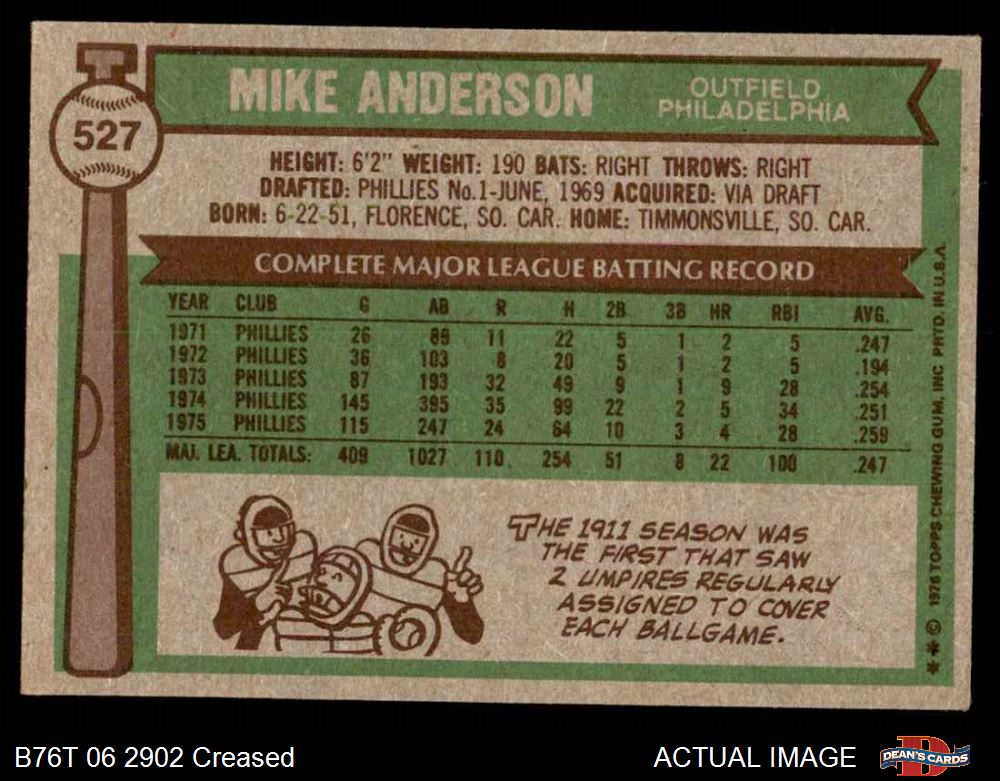 T
527
MIKE ANDERSON
OUTFIELD
PHILADELPHIA
HEIGHT: 6'2" WEIGHT: 190 BATS: RIGHT THROWS: RIGHT
DRAFTED: PHILLIES No.1-JUNE, 1969 ACQUIRED: VIA DRAFT
BORN: 6-22-51, FLORENCE, SO. CAR. HOME: TIMMONSVILLE, SO. CAR.
COMPLETE MAJOR LEAGUE BATTING RECORD
YEAR CLUB G AB R H 2B 3B HR RBI AVG.
1971 PHILLIES 26 89 11 22 5 1 2 5 .247
1972 PHILLIES 36 103 8 20 5 1 2 5 .194
1973 PHILLIES 87 193 32 49 9 1 9 28 .254
1974 PHILLIES 145 395 35 99 22 2 5 34 .251
1975 PHILLIES 115 247 24 64 10 3 4 28 .259
MAJ. LEA. TOTALS: 409 1027 110 254 51 8 22 100 .247
THE 1911 SEASON WAS
THE FIRST THAT SAW
2 UMPIRES REGULARLY
ASSIGNED TO COVER
EACH BALLGAME.
**© 1976 TOPPS CHEWING GUM, INC PRTD. IN U.S.A.
B76T 06 2902 Creased
ACTUAL IMAGE
D
DEAN'S CARDS